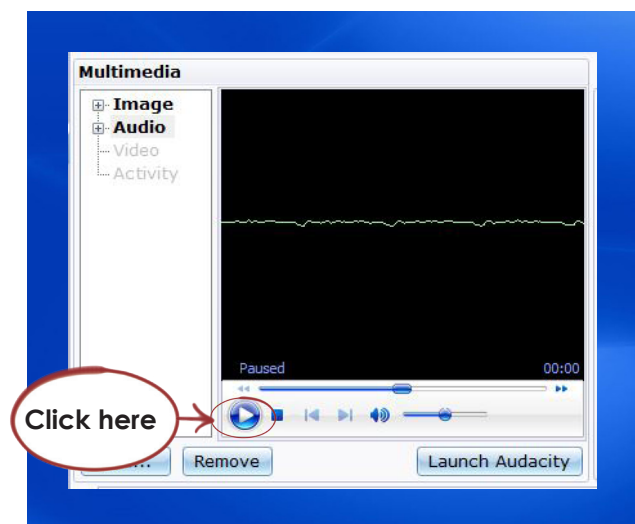 Multimedia
Image
Audio
Video
Activity
Paused 00:00
Click here
Remove
Launch Audacity